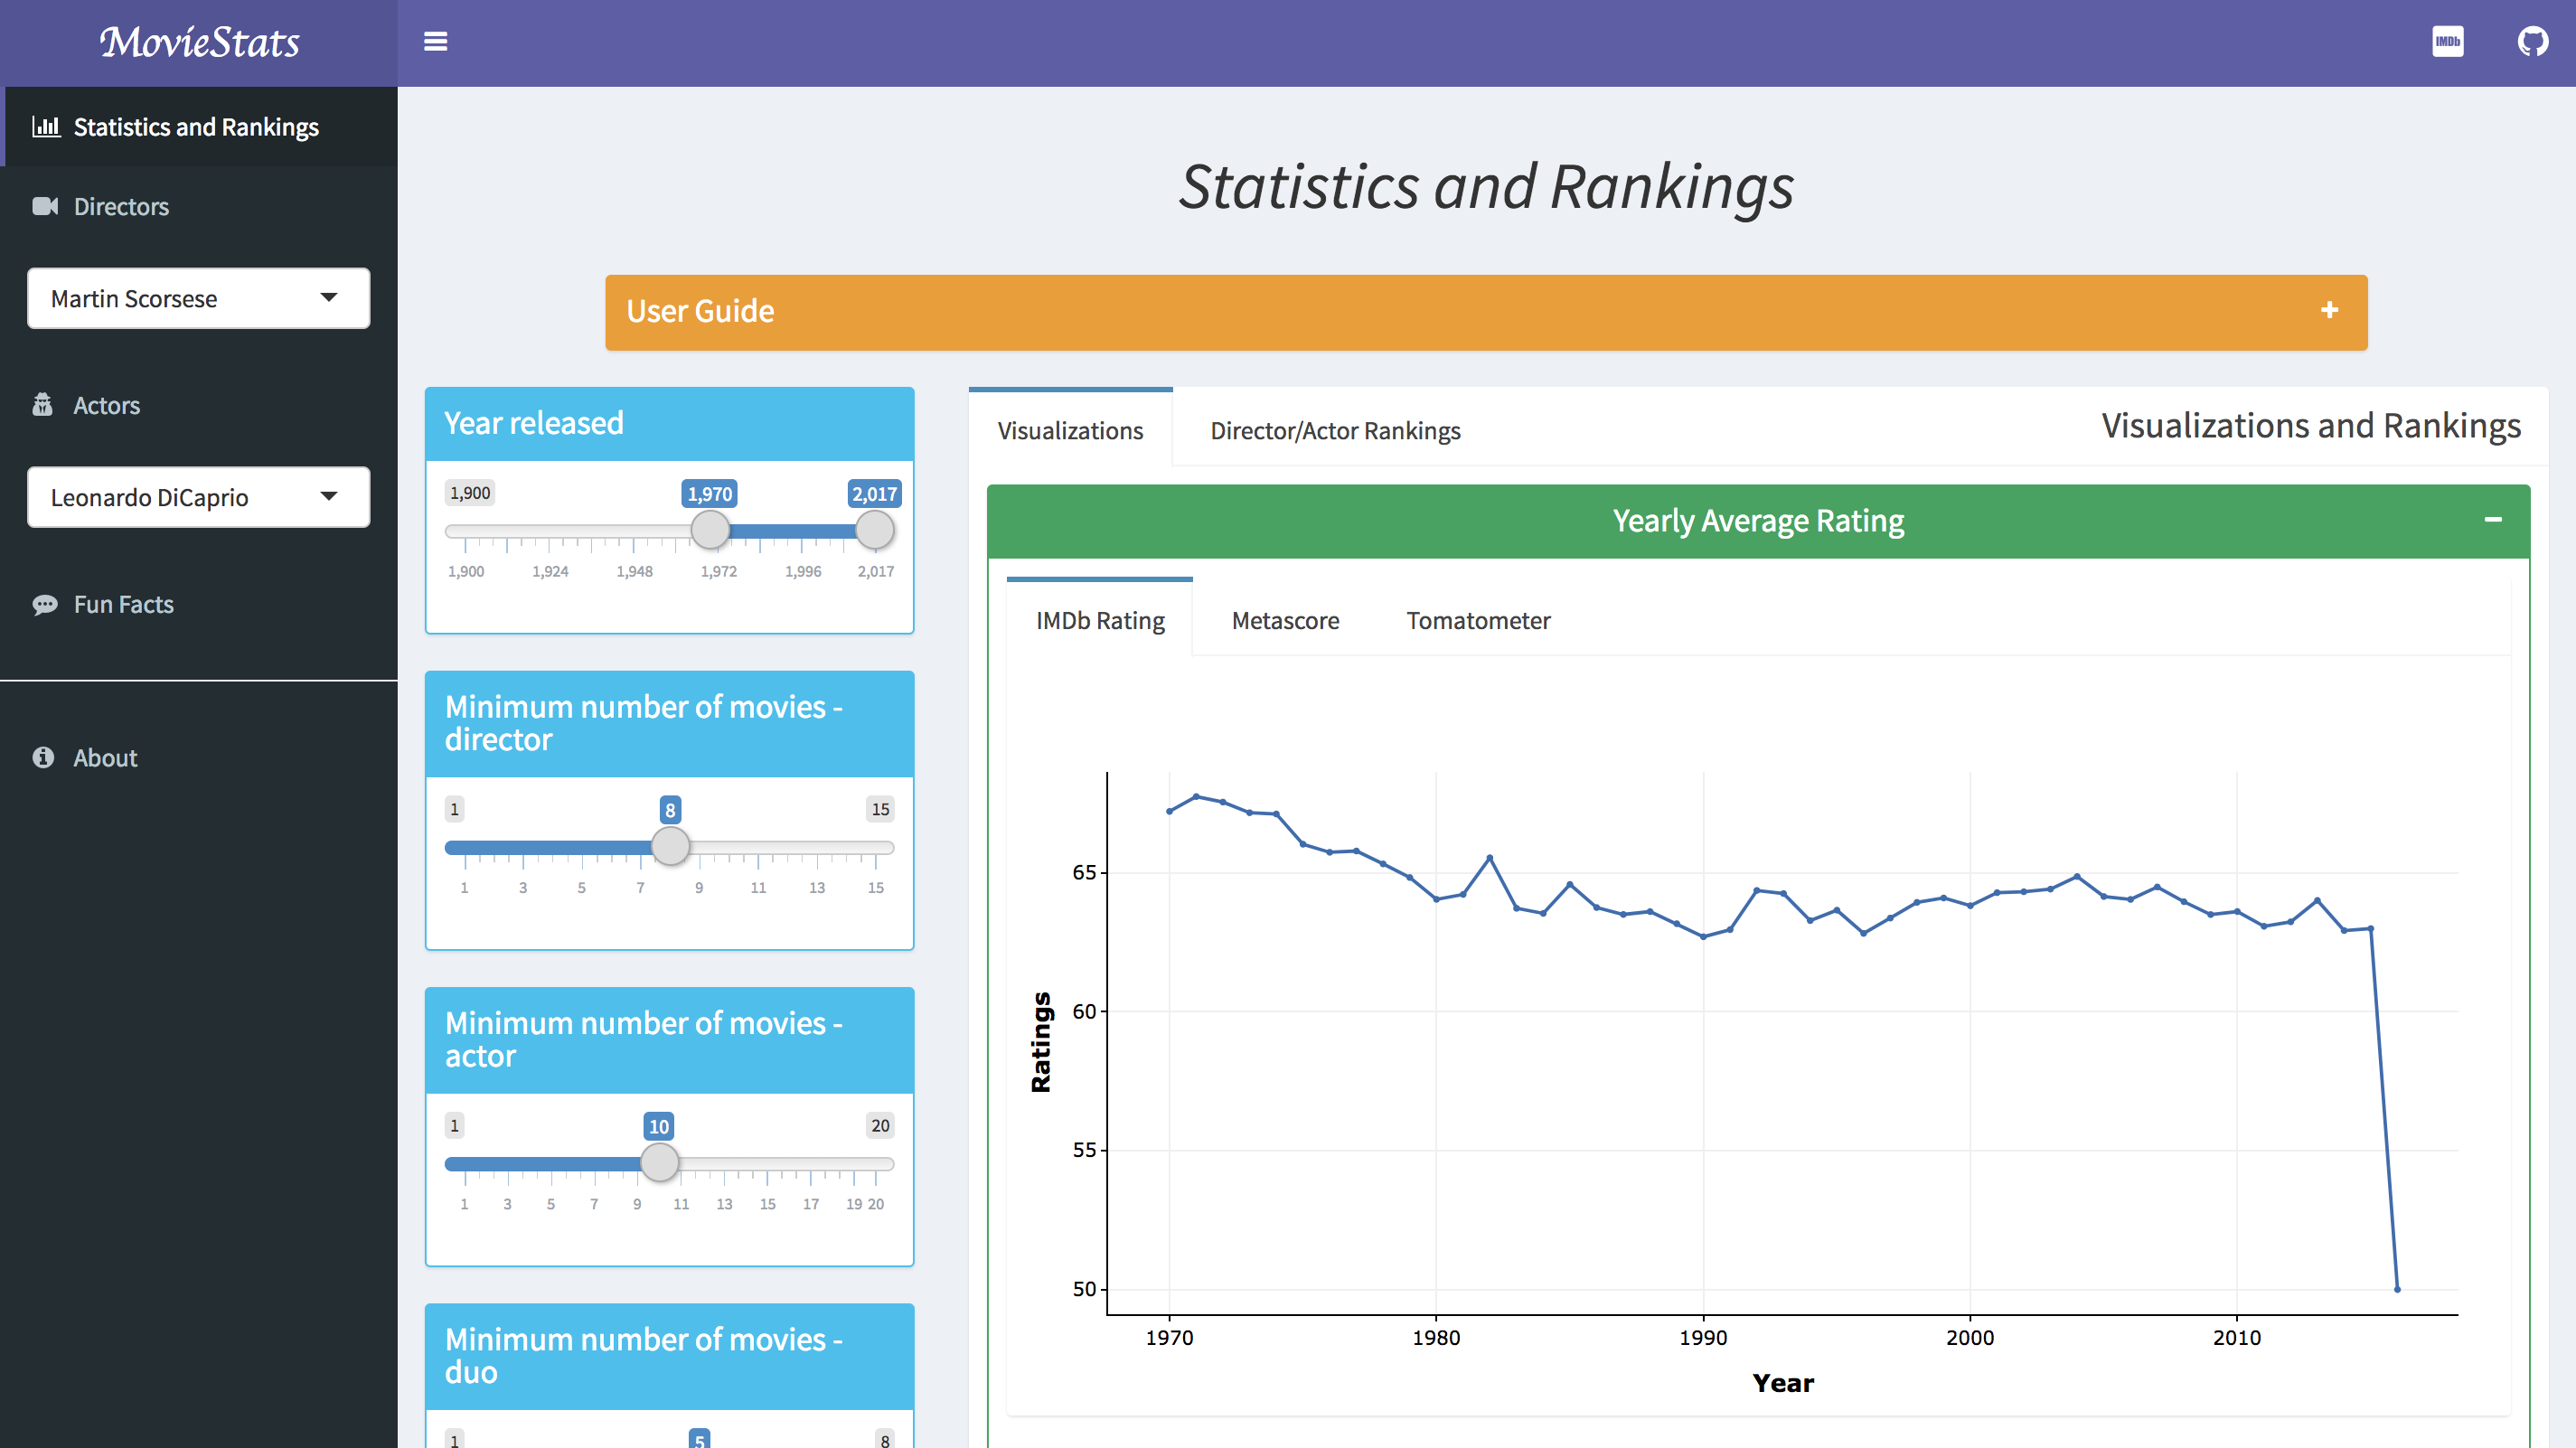 MovieStats
IMDb
Statistics and Rankings
Directors
Martin Scorsese
Actors
Leonardo DiCaprio
Fun Facts
About
Statistics and Rankings
User Guide
Year released
1,900 1,970 2,017
1,900 1,924 1,948 1,972 1,996 2,017
Minimum number of movies -
director
1 8 15
1 3 5 7 9 11 13 15
Minimum number of movies -
actor
1 10 20
1 3 5 7 9 11 13 15 17 19 20
Minimum number of movies -
duo
1 5 8
Visualizations Director/Actor Rankings Visualizations and Rankings
Yearly Average Rating
IMDb Rating Metascore Tomatometer
65
60
55
50
Ratings
1970 1980 1990 2000 2010
Year